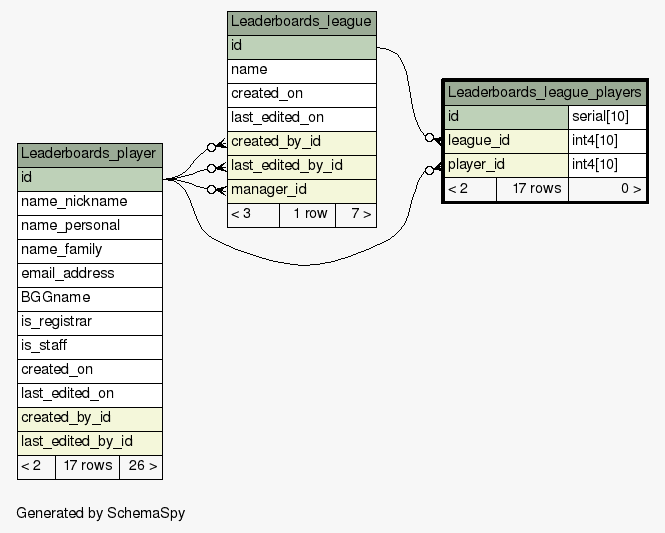 Leaderboards_league
id
name
created_on
last_edited_on
created_by_id
last_edited_by_id
manager_id
< 3 1 row 7 >
Leaderboards_league_players
id serial[10]
league_id int4[10]
player_id int4[10]
< 2 17 rows 0 >
Leaderboards_player
id
name_nickname
name_personal
name_family
email_address
BGGname
is_registrar
is_staff
created_on
last_edited_on
created_by_id
last_edited_by_id
< 2 17 rows 26 >
Generated by SchemaSpy